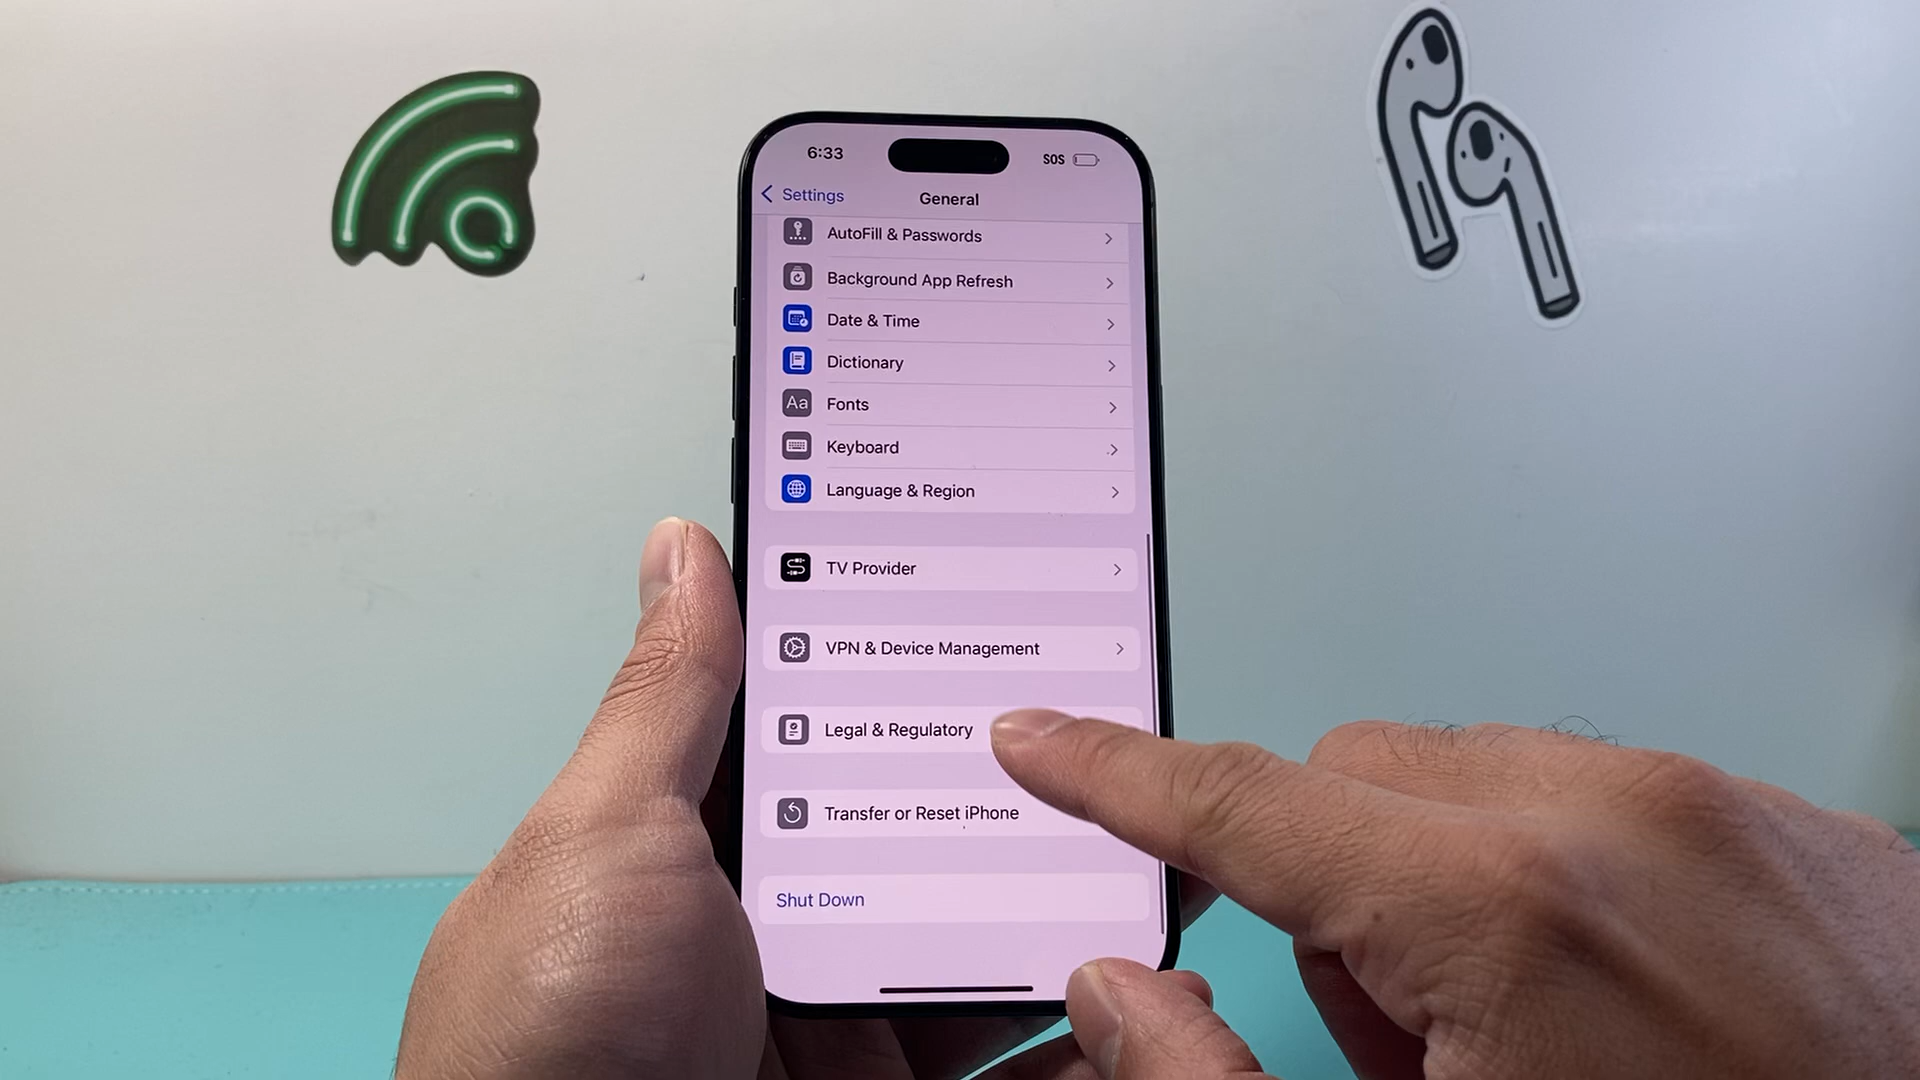 6:33
SOS
Settings
General
AutoFill & Passwords
Background App Refresh
Date & Time
Dictionary
Aa
Fonts
Keyboard
Language & Region
TV Provider
VPN & Device Management
Legal & Regulatory
Transfer or Reset iPhone
Shut Down